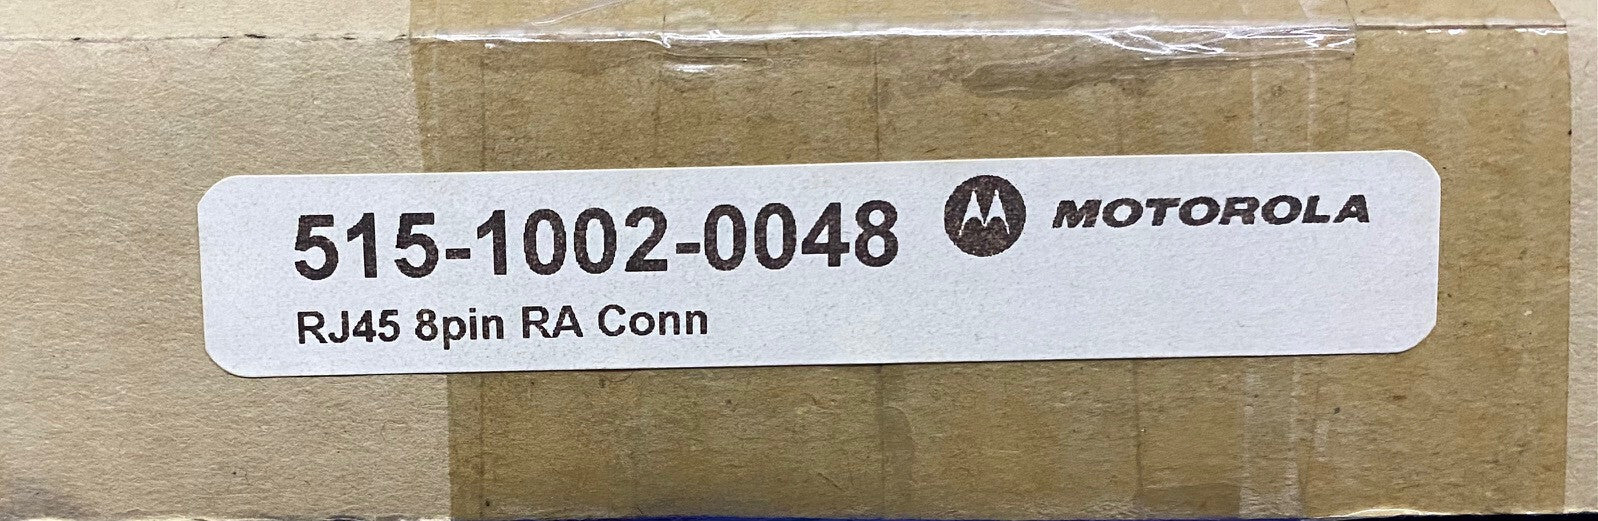 515-1002-0048 MOTOROLA
RJ45 8pin RA Conn